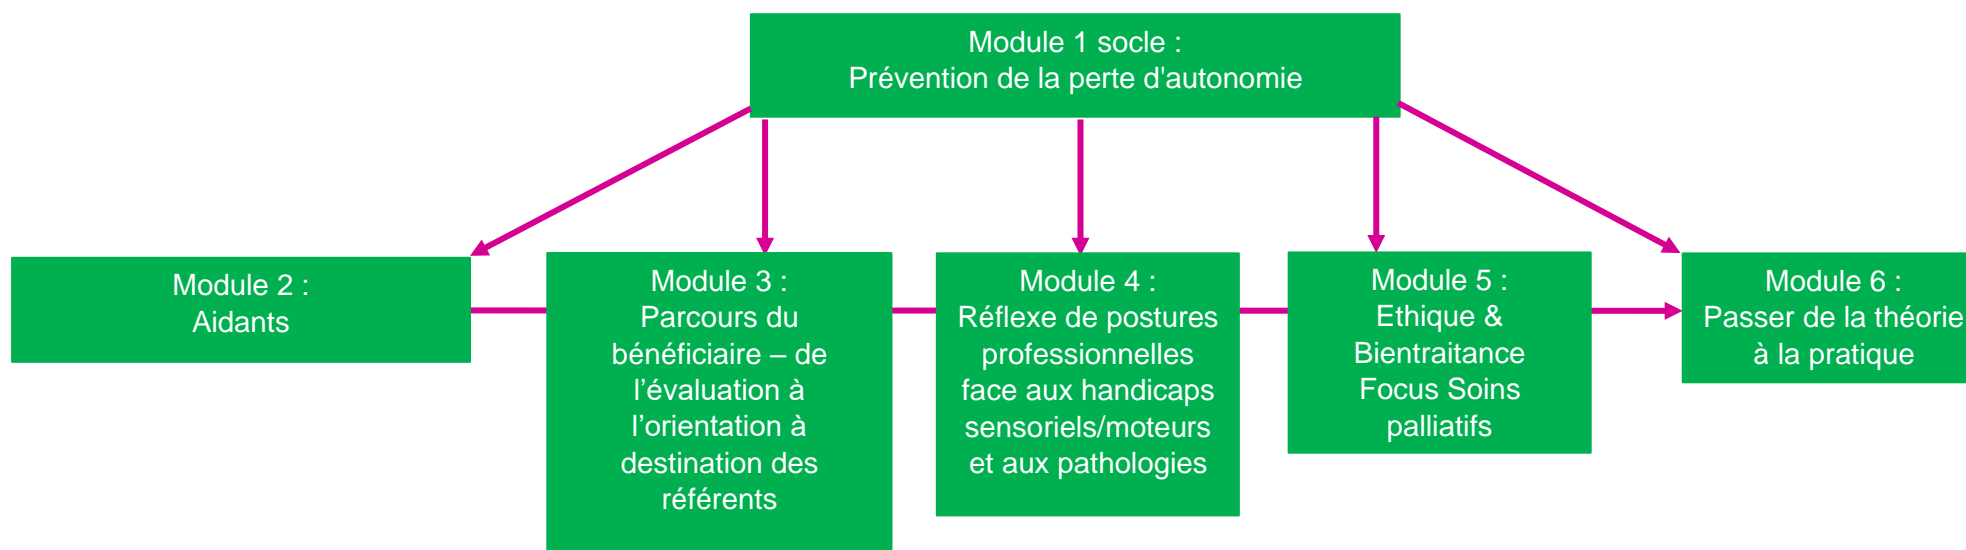 Module 1 socle :
Prévention de la perte d'autonomie
Module 2 :
Aidants
Module 3 :
Parcours du
bénéficiaire – de
l’évaluation à
l’orientation à
destination des
référents
Module 4 :
Réflexe de postures
professionnelles
face aux handicaps
sensoriels/moteurs
et aux pathologies
Module 5 :
Ethique &
Bientraitance
Focus Soins
palliatifs
Module 6 :
Passer de la théorie
à la pratique